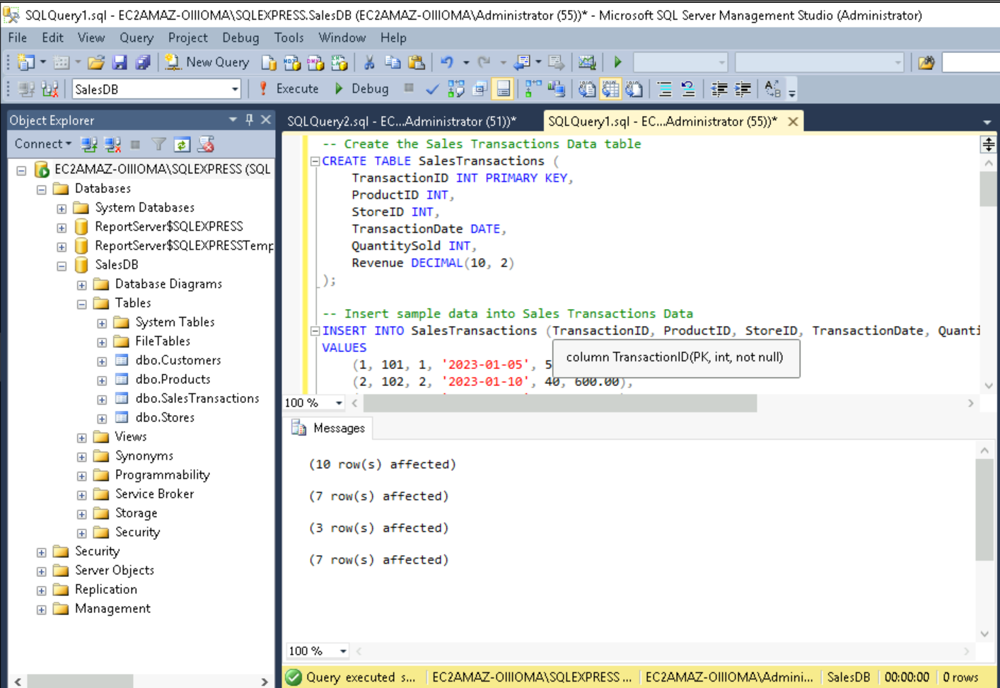 SQLQuery1.sql - EC2AMAZ-OIIIOMA\SQLEXPRESS.SalesDB (EC2AMAZ-OIIIOMA\Administrator (55))* - Microsoft SQL Server Management Studio (Administrator)
File Edit View Query Project Debug Tools Window Help
New Query
SalesDB
Execute
Debug
Object Explorer
Connect
EC2AMAZ-OIIIOMA\SQLEXPRESS (SQL
Databases
System Databases
ReportServer$SQLEXPRESS
ReportServer$SQLEXPRESSTemp
SalesDB
Database Diagrams
Tables
System Tables
FileTables
dbo.Customers
dbo.Products
dbo.SalesTransactions
dbo.Stores
Views
Synonyms
Programmability
Service Broker
Storage
Security
Security
Server Objects
Replication
Management
SQLQuery2.sql - EC...Administrator (51))*
SQLQuery1.sql - EC...Administrator (55))*
-- Create the Sales Transactions Data table
CREATE TABLE SalesTransactions (
TransactionID INT PRIMARY KEY,
ProductID INT,
StoreID INT,
TransactionDate DATE,
QuantitySold INT,
Revenue DECIMAL(10, 2)
);
-- Insert sample data into Sales Transactions Data
INSERT INTO SalesTransactions (TransactionID, ProductID, StoreID, TransactionDate, Quanti
VALUES
(1, 101, 1, '2023-01-05', 5
column TransactionID(PK, int, not null)
(2, 102, 2, '2023-01-10', 40, 600.00),
100 %
Messages
(10 row(s) affected)
(7 row(s) affected)
(3 row(s) affected)
(7 row(s) affected)
100 %
Query executed s...
EC2AMAZ-OIIIOMA\SQLEXPRESS ...
EC2AMAZ-OIIIOMA\Admini...
SalesDB
00:00:00
0 rows